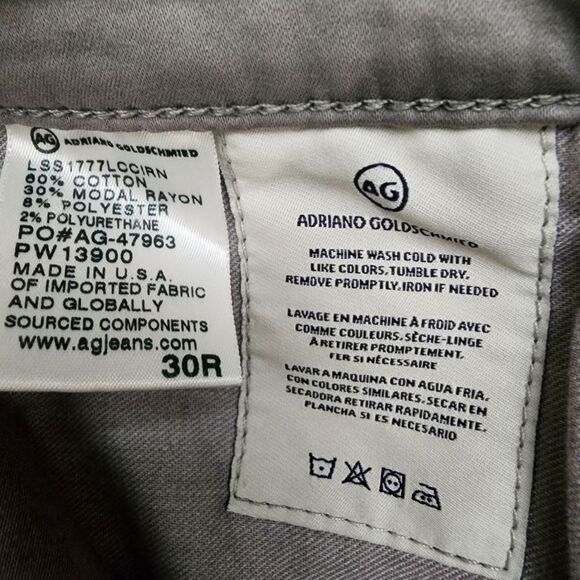 AG ADRIANO GOLDSCHMIED
LSS1777LCCIRN
60% COTTON
30% MODAL RAYON
8% POLYESTER
2% POLYURETHANE
PO#AG-47963
PW13900
MADE IN U.S.A.
OF IMPORTED FABRIC
AND GLOBALLY
SOURCED COMPONENTS
www.agjeans.com
30R
AG
ADRIANO GOLDSCHMIED
MACHINE WASH COLD WITH
LIKE COLORS. TUMBLE DRY.
REMOVE PROMPTLY. IRON IF NEEDED
LAVAGE EN MACHINE À FROID AVEC
COMME COULEURS. SÈCHE-LINGE
À RETIRER PROMPTEMENT.
FER SI NÉCESSAIRE
LAVAR A MAQUINA CON AGUA FRIA,
CON COLORES SIMILARES. SECAR EN
SECADORA RETIRAR RAPIDAMENTE.
PLANCHA SI ES NECESARIO